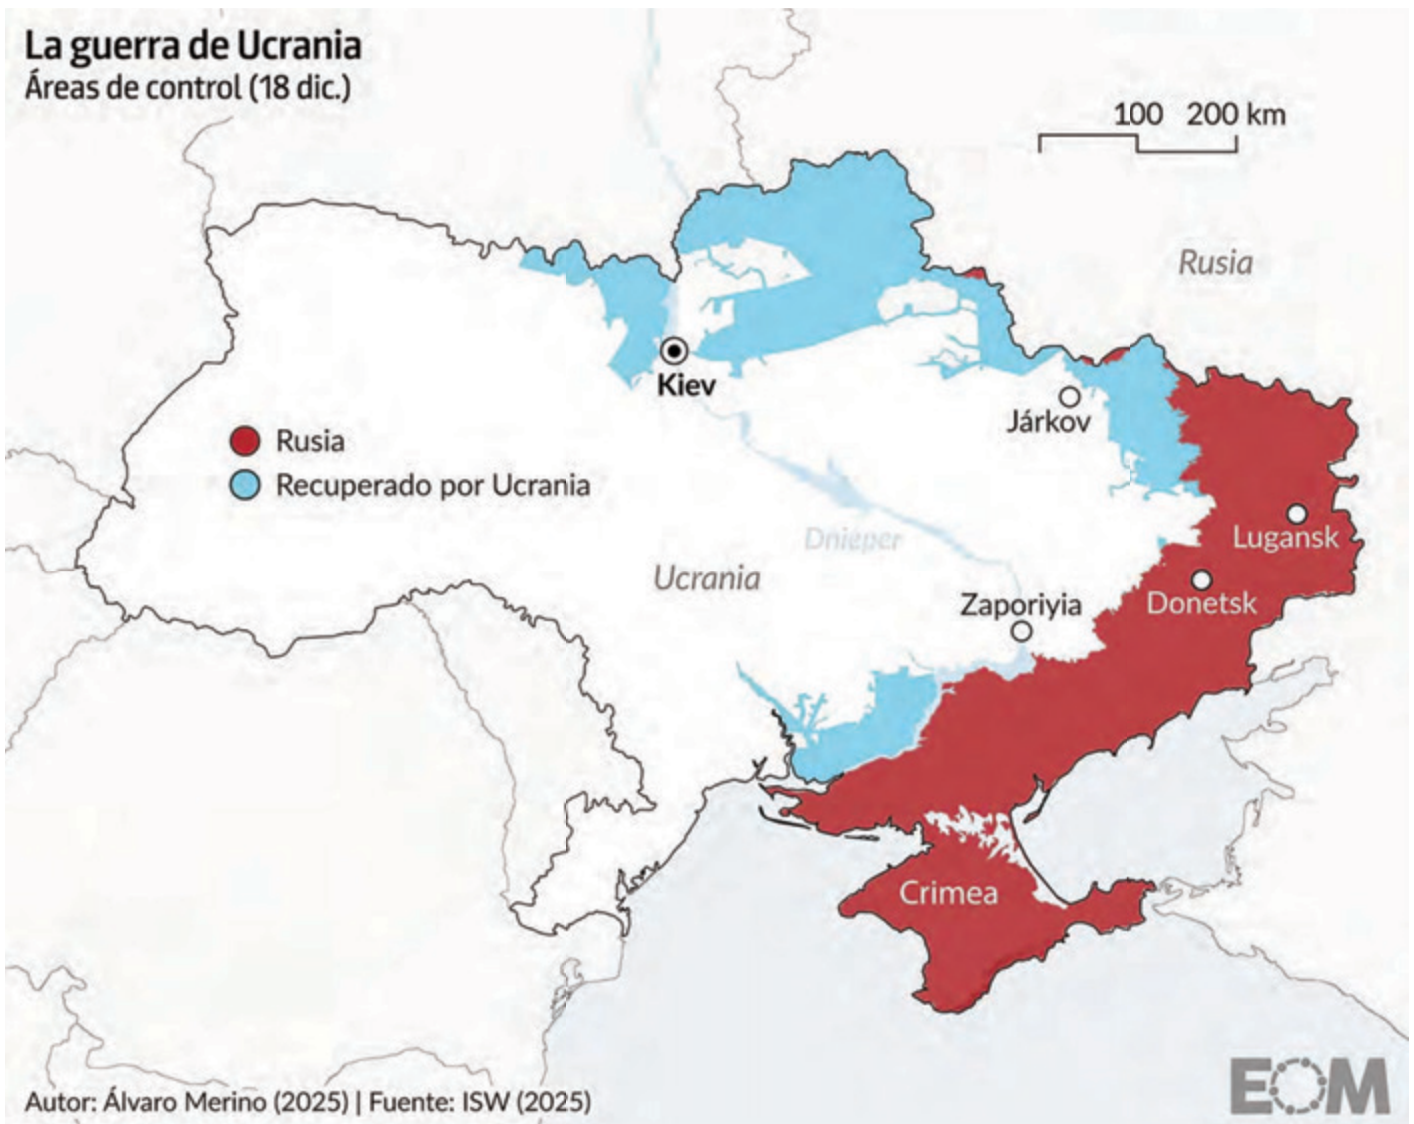 La guerra de Ucrania
Áreas de control (18 dic.)
100 200 km
Rusia
Kiev
Járkov
Rusia
Recuperado por Ucrania
Lugansk
Dnieper
Ucrania
Zaporiyia
Donetsk
Crimea
Autor: Álvaro Merino (2025) | Fuente: ISW (2025)
EOM